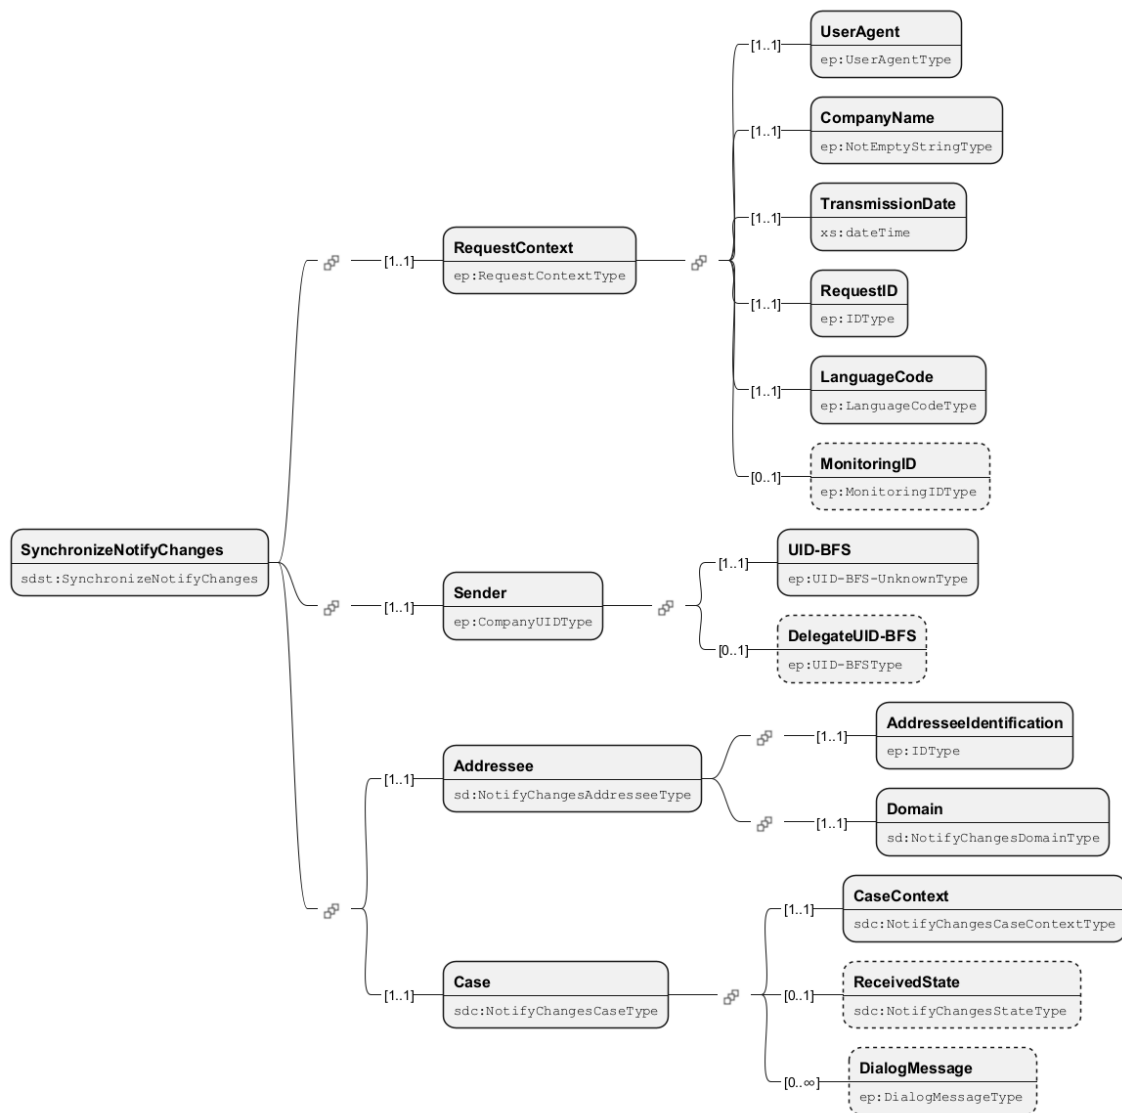 SynchronizeNotifyChanges
sdst:SynchronizeNotifyChanges
[1..1]
RequestContext
ep:RequestContextType
[1..1]
UserAgent
ep:UserAgentType
[1..1]
CompanyName
ep:NotEmptyStringType
[1..1]
TransmissionDate
xs:dateTime
[1..1]
RequestID
ep:IDType
[1..1]
LanguageCode
ep:LanguageCodeType
[0..1]
MonitoringID
ep:MonitoringIDType
[1..1]
Sender
ep:CompanyUIDType
[1..1]
UID-BFS
ep:UID-BFS-UnknownType
[0..1]
DelegateUID-BFS
ep:UID-BFSType
[1..1]
Addressee
sd:NotifyChangesAddresseeType
[1..1]
AddresseeIdentification
ep:IDType
[1..1]
Domain
sd:NotifyChangesDomainType
[1..1]
Case
sdc:NotifyChangesCaseType
[1..1]
CaseContext
sdc:NotifyChangesCaseContextType
[0..1]
ReceivedState
sdc:NotifyChangesStateType
[0..∞]
DialogMessage
ep:DialogMessageType